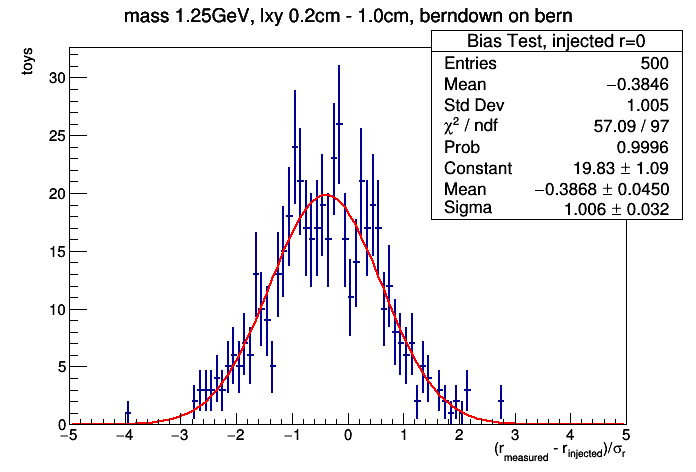 mass 1.25GeV, lxy 0.2cm - 1.0cm, berndown on bern
toys
Bias Test, injected r=0
Entries 500
Mean −0.3846
Std Dev 1.005
χ² / ndf 57.09 / 97
Prob 0.9996
Constant 19.83 ± 1.09
Mean −0.3868 ± 0.0450
Sigma 1.006 ± 0.032
30
25
20
15
10
5
0
−5 −4 −3 −2 −1 0 1 2 3 4 5
(r_measured - r_injected)/σ_r